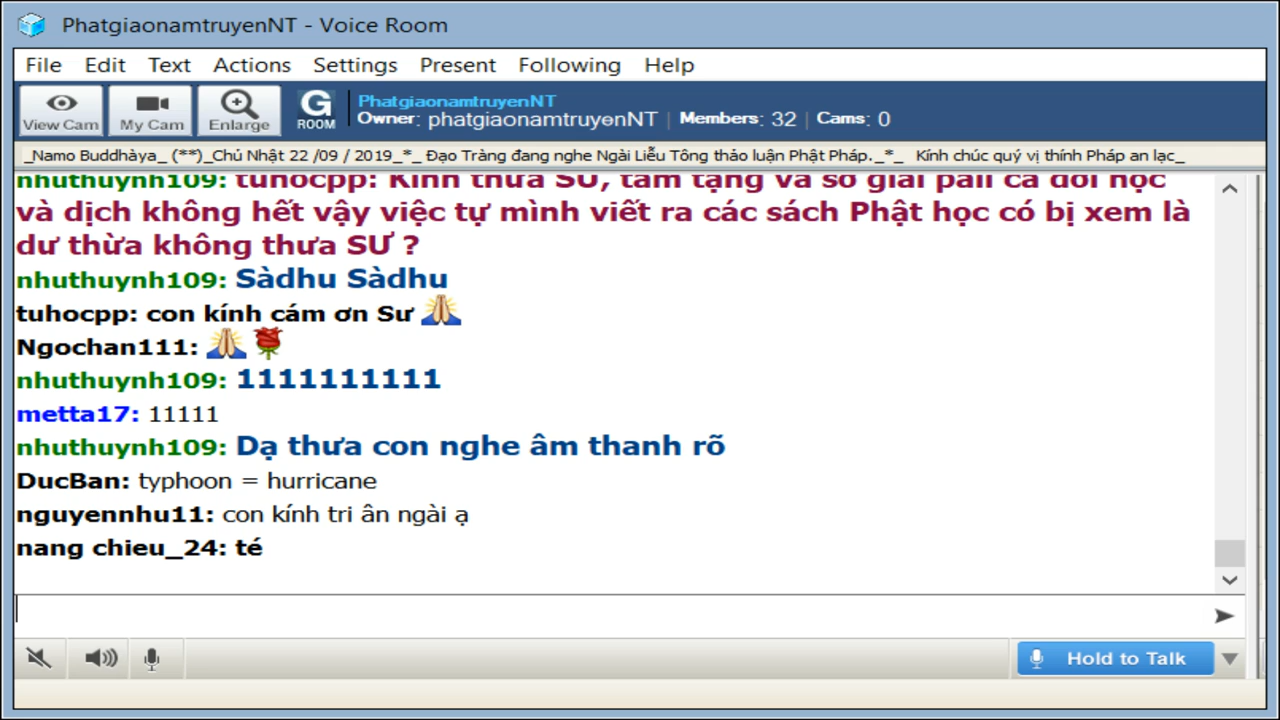 PhatgiaonamtruyenNT - Voice Room
File Edit Text Actions Settings Present Following Help
View Cam My Cam Enlarge G ROOM
PhatgiaonamtruyenNT
Owner: phatgiaonamtruyenNT Members: 32 Cams: 0
_Namo Buddhàya_ (**)_Chủ Nhật 22 /09 / 2019_*_ Đạo Tràng đang nghe Ngài Liễu Tông thảo luận Phật Pháp._*_ Kính chúc quý vị thính Pháp an lạc_
nhuthuynh109: tuhocpp: Kính thưa SƯ, tam tạng và sớ giải pali cả đời học
và dịch không hết vậy việc tự mình viết ra các sách Phật học có bị xem là
dư thừa không thưa SƯ ?
nhuthuynh109: Sàdhu Sàdhu
tuhocpp: con kính cám ơn Sư
Ngochan111:
nhuthuynh109: 1111111111
metta17: 11111
nhuthuynh109: Dạ thưa con nghe âm thanh rõ
DucBan: typhoon = hurricane
nguyennhu11: con kính tri ân ngài ạ
nang chieu_24: té
Hold to Talk